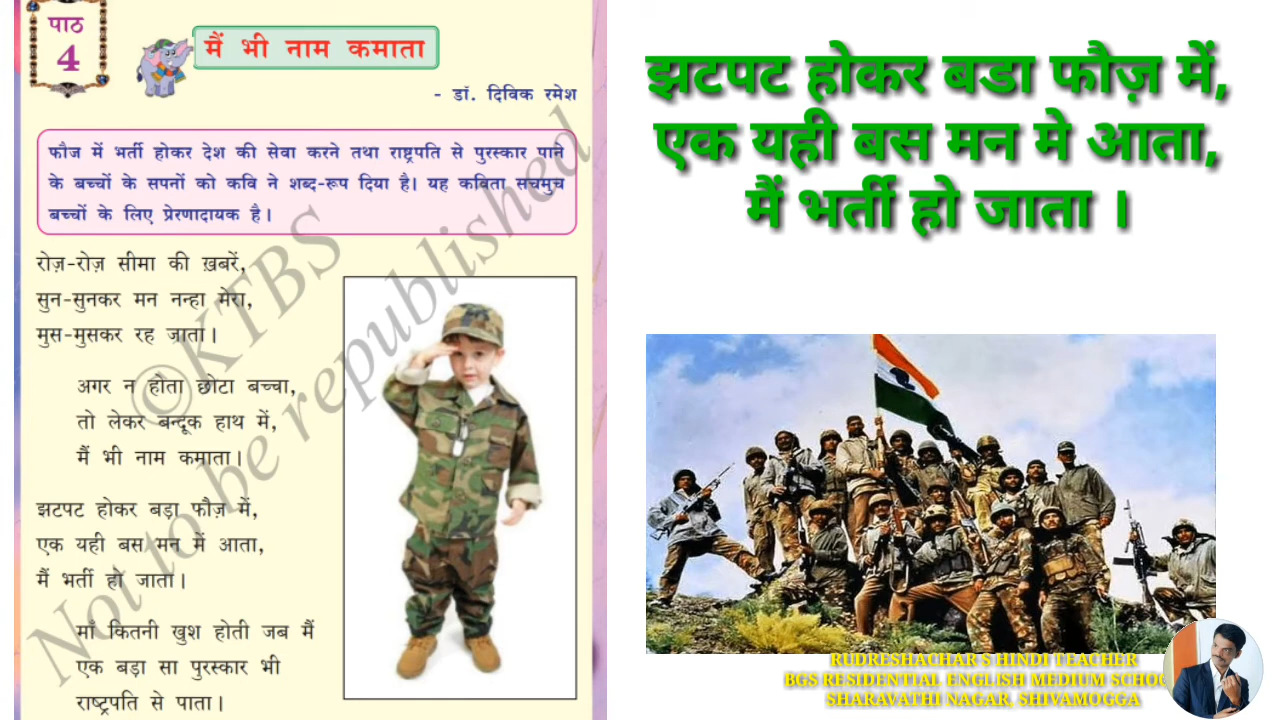 पाठ
4
मैं भी नाम कमाता
- डॉ. दिविक रमेश
फौज में भर्ती होकर देश की सेवा करने तथा राष्ट्रपति से पुरस्कार पाने
के बच्चों के सपनों को कवि ने शब्द-रूप दिया है। यह कविता सचमुच
बच्चों के लिए प्रेरणादायक है।
रोज़-रोज़ सीमा की ख़बरें,
सुन-सुनकर मन नन्हा मेरा,
मुस-मुसकर रह जाता।
अगर न होता छोटा बच्चा,
तो लेकर बन्दूक हाथ में,
मैं भी नाम कमाता।
झटपट होकर बड़ा फौज़ में,
एक यही बस मन में आता,
मैं भर्ती हो जाता।
माँ कितनी खुश होती जब मैं
एक बड़ा सा पुरस्कार भी
राष्ट्रपति से पाता।
©KTBS
Not to be republished
झटपट होकर बडा फौज़ में,
एक यही बस मन मे आता,
मैं भर्ती हो जाता ।
RUDRESHACHAR S HINDI TEACHER
BGS RESIDENTIAL ENGLISH MEDIUM SCHOO
SHARAVATHI NAGAR, SHIVAMOGGA